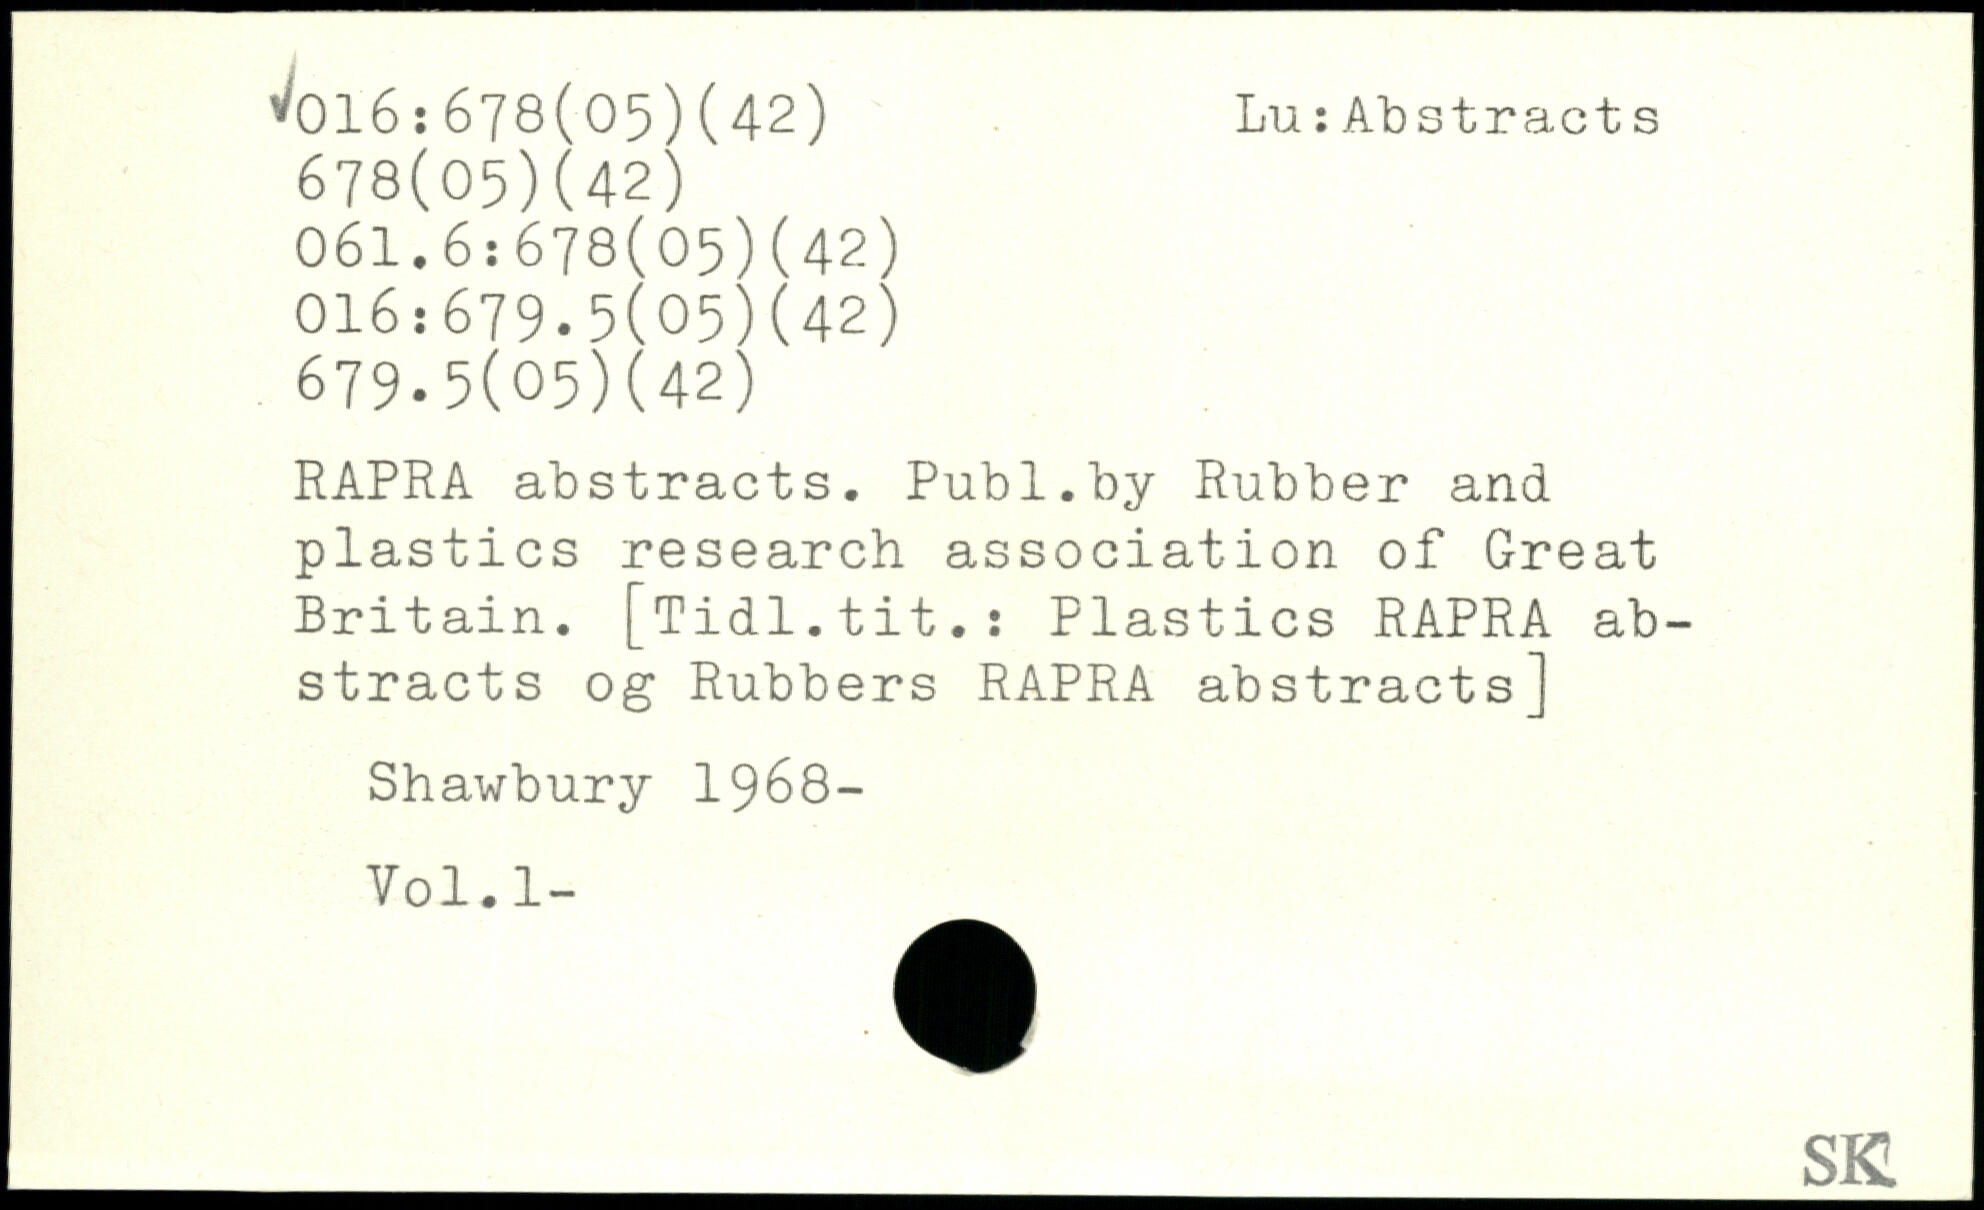 ✓016:678(05)(42) Lu:Abstracts
678(05)(42)
061.6:678(05)(42)
016:679.5(05)(42)
679.5(05)(42)
RAPRA abstracts. Publ.by Rubber and
plastics research association of Great
Britain. [Tidl.tit.: Plastics RAPRA ab-
stracts og Rubbers RAPRA abstracts]
Shawbury 1968-
Vol.1-
SK